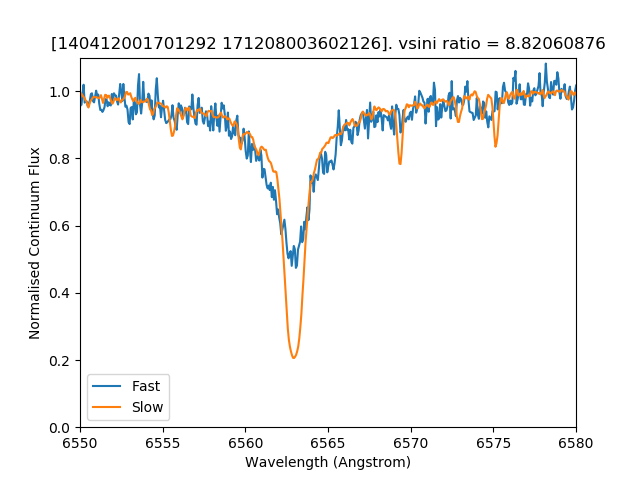 [140412001701292 171208003602126]. vsini ratio = 8.82060876
Normalised Continuum Flux
1.0
0.8
0.6
0.4
0.2
0.0
Fast
Slow
6550 6555 6560 6565 6570 6575 6580
Wavelength (Angstrom)